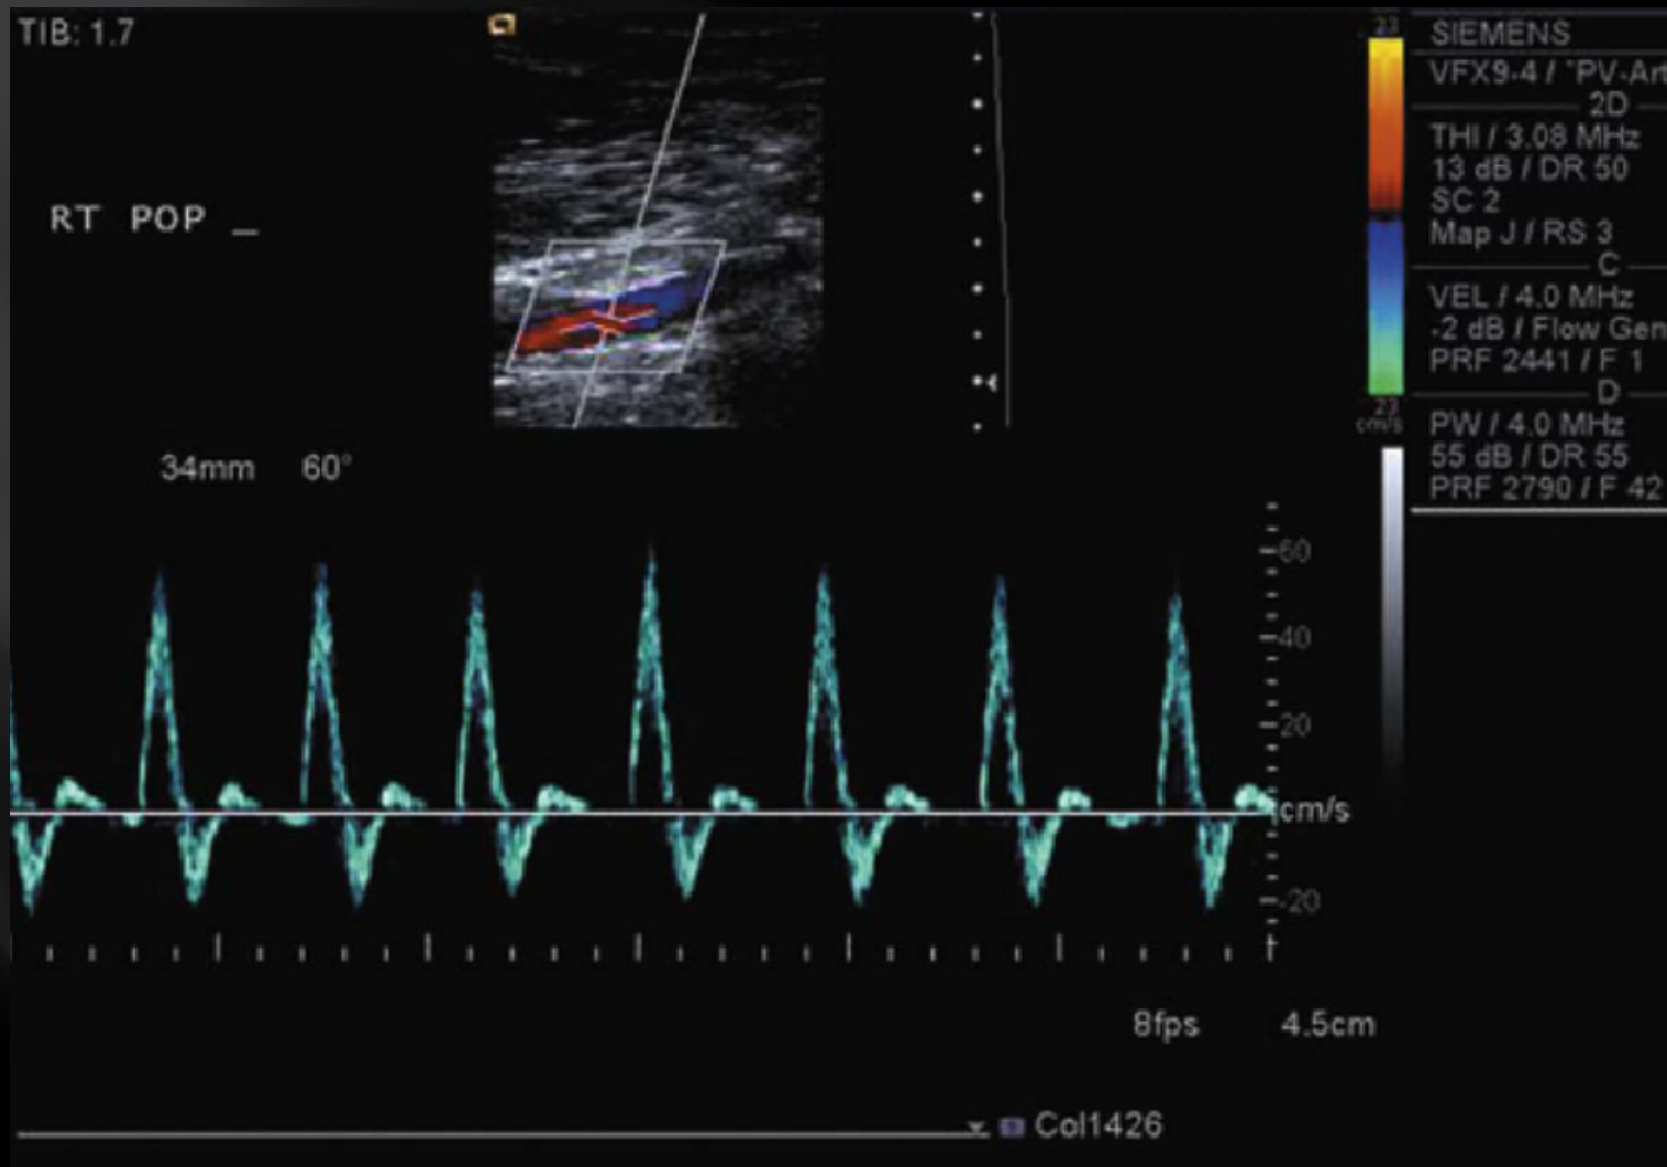 TIB: 1.7
RT POP _
34mm 60°
23
23
cm/s
SIEMENS
VFX9-4 / "PV-Art
2D
THI / 3.08 MHz
13 dB / DR 50
SC 2
Map J / RS 3
C
VEL / 4.0 MHz
-2 dB / Flow Gen
PRF 2441 / F 1
D
PW / 4.0 MHz
55 dB / DR 55
PRF 2790 / F 42
60
40
20
cm/s
-20
8fps 4.5cm
Col1426